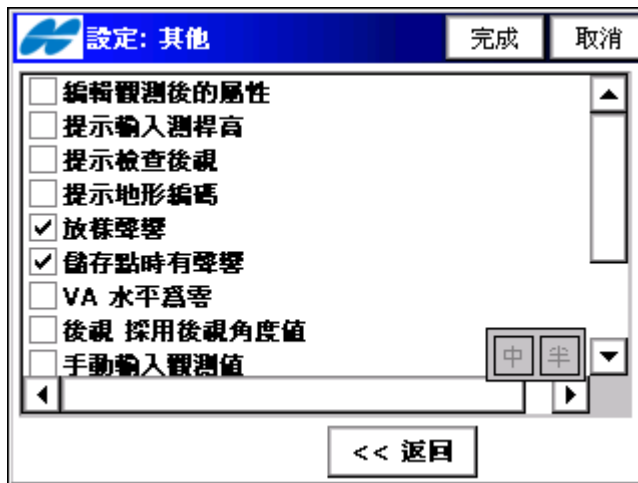 設定: 其他
完成
取消
編輯觀測後的屬性
提示輸入測桿高
提示檢查後視
提示地形編碼
放樣聲響
儲存點時有聲響
VA 水平為零
後視 採用後視角度值
手動輸入觀測值
中 半
<< 返回